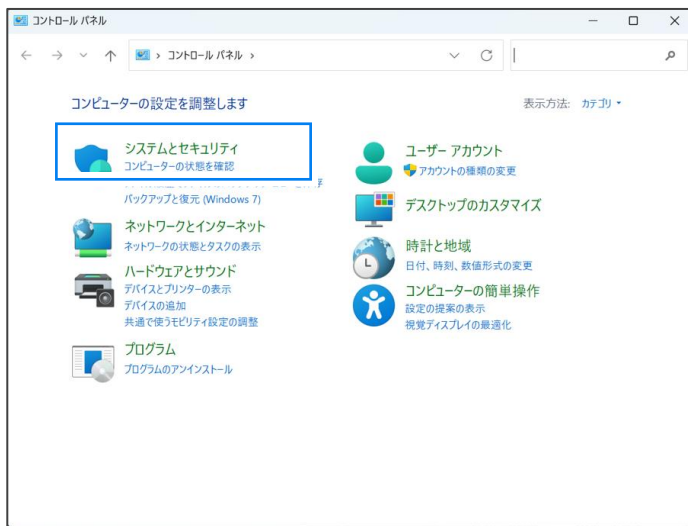 コントロール パネル
コントロール パネル
コンピューターの設定を調整します
表示方法: カテゴリ
システムとセキュリティ
コンピューターの状態を確認
バックアップと復元 (Windows 7)
ネットワークとインターネット
ネットワークの状態とタスクの表示
ハードウェアとサウンド
デバイスとプリンターの表示
デバイスの追加
共通で使うモビリティ設定の調整
プログラム
プログラムのアンインストール
ユーザー アカウント
アカウントの種類の変更
デスクトップのカスタマイズ
時計と地域
日付、時刻、数値形式の変更
コンピューターの簡単操作
設定の提案の表示
視覚ディスプレイの最適化